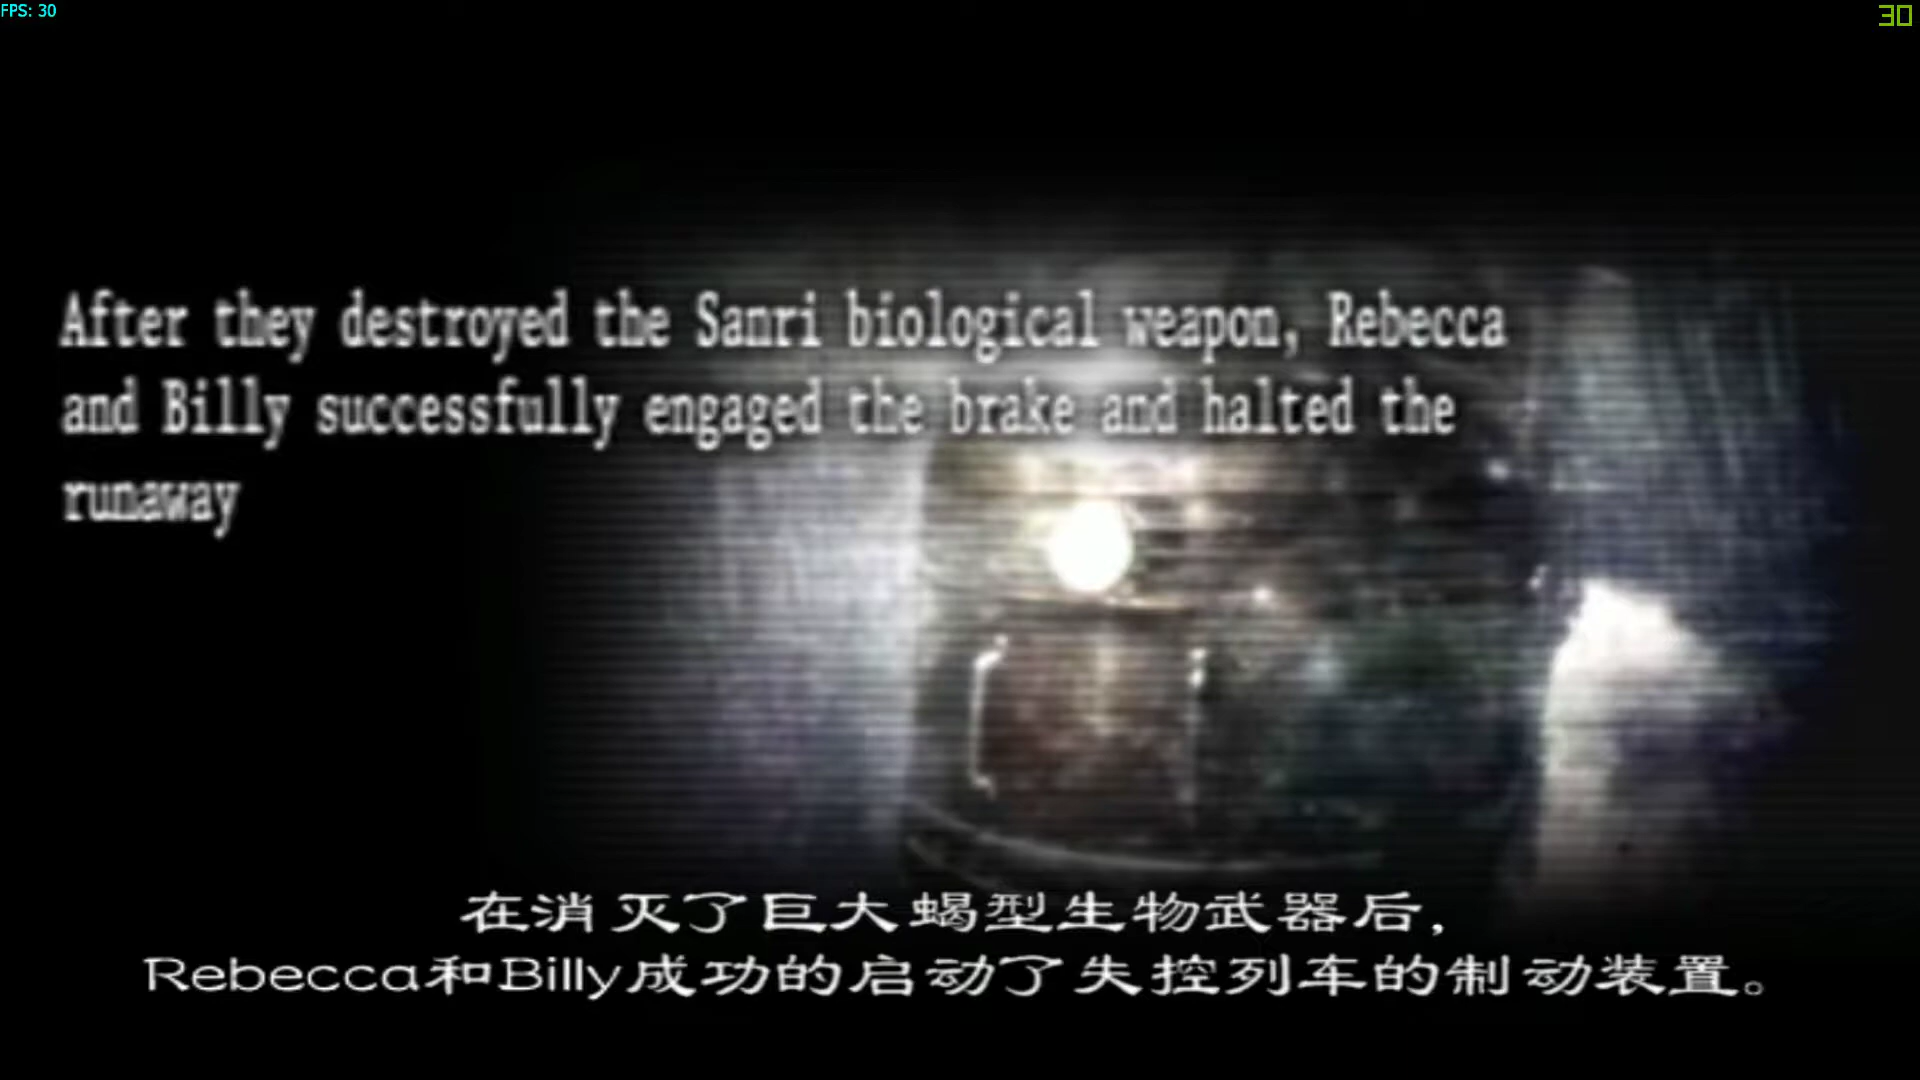 FPS: 30
30
After they destroyed the Sanri biological weapon, Rebecca
and Billy successfully engaged the brake and halted the
runaway
在消灭了巨大蝎型生物武器后,
Rebecca和Billy成功的启动了失控列车的制动装置。